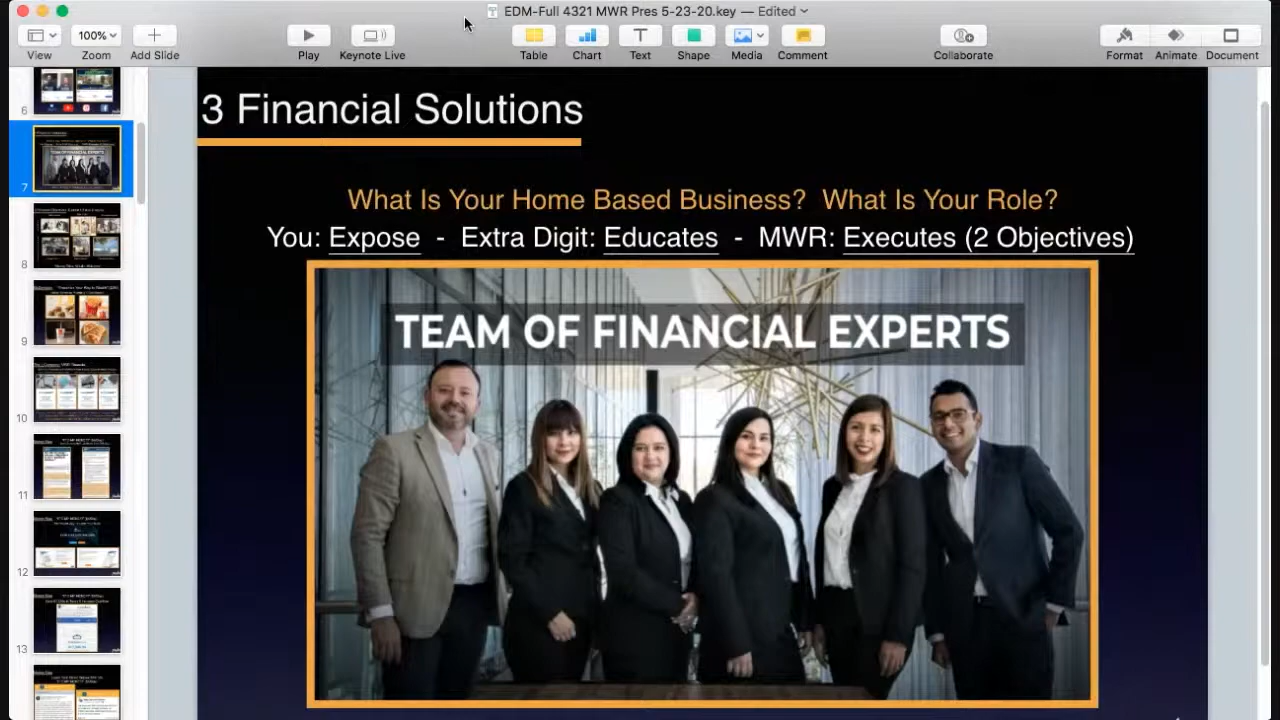 EDM-Full 4321 MWR Pres 5-23-20.key — Edited
100%
View
Zoom
Add Slide
Play
Keynote Live
Table
Chart
Text
Shape
Media
Comment
Collaborate
Format
Animate
Document
6
7
8
9
10
11
12
13
3 Financial Solutions
What Is Your Home Based Business? What Is Your Role?
You: Expose - Extra Digit: Educates - MWR: Executes (2 Objectives)
TEAM OF FINANCIAL EXPERTS